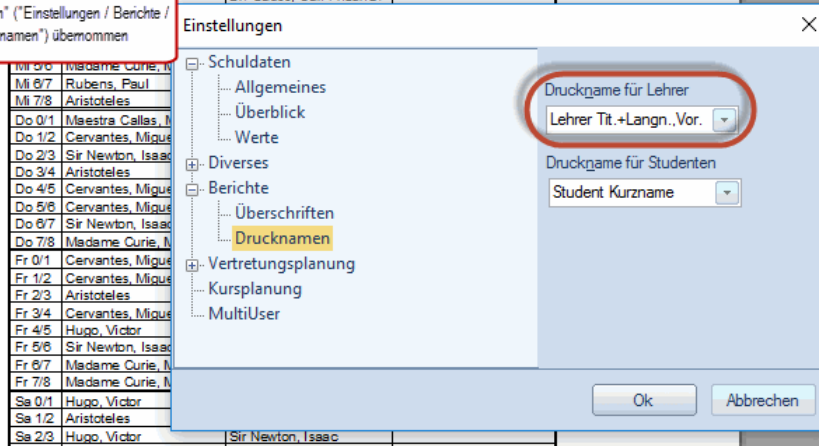 n" ("Einstellungen / Berichte /
namen") übernommen
Madame Curie,
Mi 6/7 Rubens, Paul
Mi 7/8 Aristoteles
Do 0/1 Maestra Callas,
Do 1/2 Cervantes, Migue
Do 2/3 Sir Newton, Isaac
Do 3/4 Aristoteles
Do 4/5 Cervantes, Migue
Do 5/6 Cervantes, Migue
Do 6/7 Sir Newton, Isaac
Do 7/8 Madame Curie, M
Fr 0/1 Cervantes, Migue
Fr 1/2 Cervantes, Migue
Fr 2/3 Aristoteles
Fr 3/4 Cervantes, Migue
Fr 4/5 Hugo, Victor
Fr 5/6 Sir Newton, Isaac
Fr 6/7 Madame Curie, M
Fr 7/8 Madame Curie, M
Sa 0/1 Hugo, Victor
Sa 1/2 Aristoteles
Sa 2/3 Hugo, Victor Sir Newton, Isaac
Einstellungen
Schuldaten
Allgemeines
Überblick
Werte
Diverses
Berichte
Überschriften
Drucknamen
Vertretungsplanung
Kursplanung
MultiUser
Druckname für Lehrer
Lehrer Tit.+Langn.,Vor.
Druckname für Studenten
Student Kurzname
Ok Abbrechen